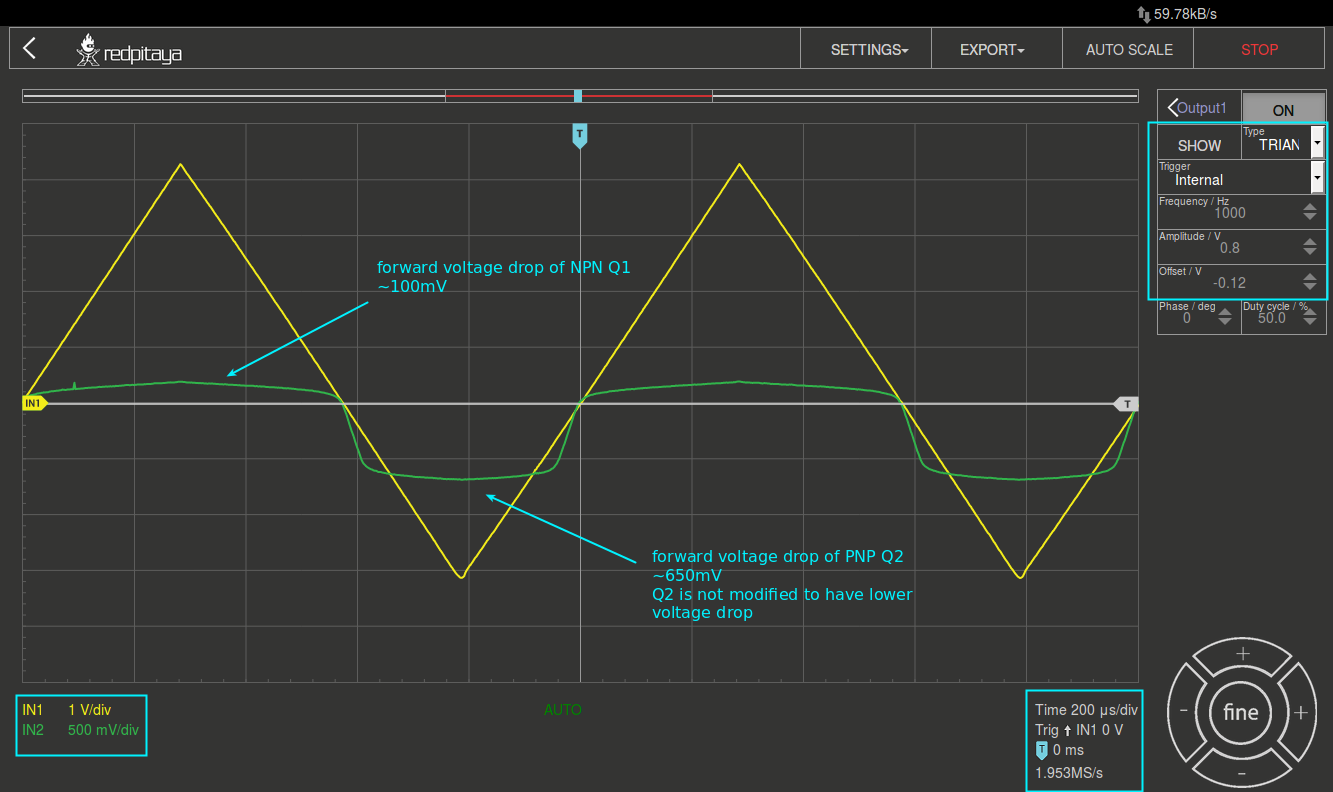 59.78kB/s
redpitaya
SETTINGS
EXPORT
AUTO SCALE
STOP
Output1
ON
SHOW
Type
TRIAN
Trigger
Internal
Frequency / Hz
1000
Amplitude / V
0.8
Offset / V
-0.12
Phase / deg
0
Duty cycle / %
50.0
T
forward voltage drop of NPN Q1
~100mV
IN1
T
forward voltage drop of PNP Q2
~650mV
Q2 is not modified to have lower
voltage drop
IN1 1 V/div
IN2 500 mV/div
AUTO
Time 200 µs/div
Trig IN1 0 V
T 0 ms
1.953MS/s
+
- fine +
-